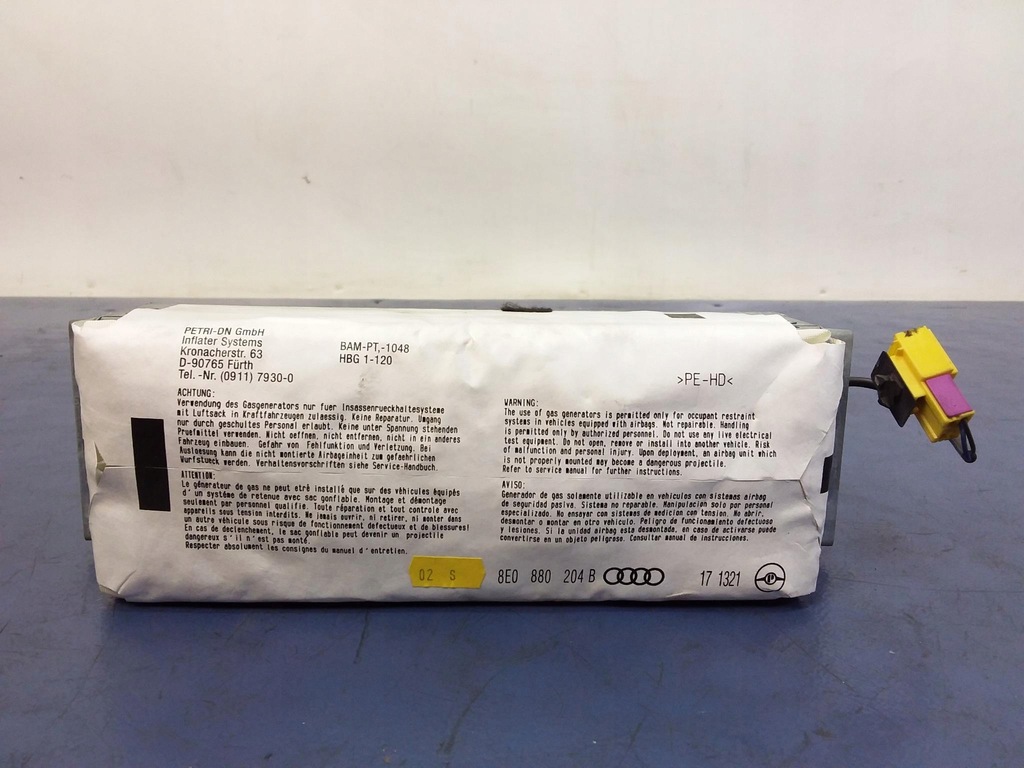 PETRI-DN GmbH
Inflater Systems
Kronacherstr. 63
D-90765 Fürth
Tel. -Nr. (0911) 7930-0
BAM-PT,-1048
HBG 1-120
>PE-HD<
ACHTUNG:
Verwendung des Gasgenerators nur fuer Insassenrueckhaltesysteme
mit Luftsack in Kraftfahrzeugen zulaessig. Keine Reparatur. Umgang
nur durch geschultes Personal erlaubt. Keine unter Spannung stehenden
Pruefmittel verwenden. Nicht oeffnen, nicht entfernen, nicht in ein anderes
Fahrzeug einbauen. Gefahr von Fehlfunktion und Verletzung. Bei
Ausloesung kann die nicht montierte Airbageinheit zum gefaehrlichen
Wurfstueck werden. Verhaltensvorschriften siehe Service-Handbuch.
ATTENTION:
Le générateur de gaz ne peut etré installé que sur des véhicules équipés
d'un systéme de retenue avec sac gonflable. Montage et démontage
seulement par personnel qualifié. Toute réparation et tout controle avec
appareils sous tension interdits. Ne jamais ouvrir, ni retirer, ni monter dans
un autre véhicule sous risque de fonctionnement defectueux et de blessures!
En cas de declenchement, le sac gonflable peut devenir un projectile
dangereux s'il n'est pas monté.
Respecter absolument les consignes du manuel d'entretien.
WARNING:
The use of gas generators is permitted only for occupant restraint
systems in vehicles equipped with airbags. Not repairable. Handling
is permitted only by authorized personnel. Do not use any live electrical
test equipment. Do not open, remove or install into another vehicle. Risk
of malfunction and personal injury. Upon deployment, an airbag unit which
is not properly mounted may become a dangerous projectile.
Refer to service manual for further instructions.
AVISO:
Generador de gas solamente utilizable en vehiculos con sistemas airbag
de seguridad pasiva. Sistema no reparable. Manipulacion solo por personal
especializado. No ensayar con sistemas de medicion con tension. No abrir,
desmontar o montar en otro vehiculo. Peligro de funcionamiento defectuoso
y lesiones. Si la unidad airbag esta desmontada, en caso de activarse puede
convertirse en un objeto peligroso. Consultar manual de instrucciones.
02 S
8E0 880 204 B
17 1321
P